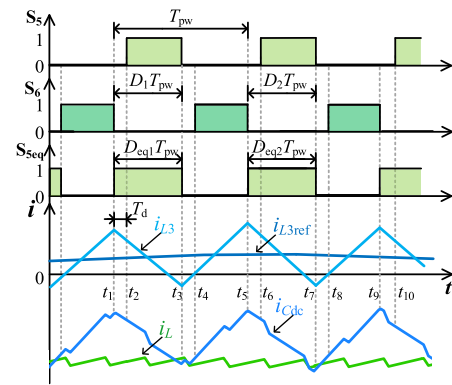 S5 Tpw
1
0
S6 D1Tpw D2Tpw
1
0
S5eq Deq1Tpw Deq2Tpw
1
0
i Td iL3 iL3ref
0 t
t1 t2 t3 t4 t5 t6 t7 t8 t9 t10
iL iCdc